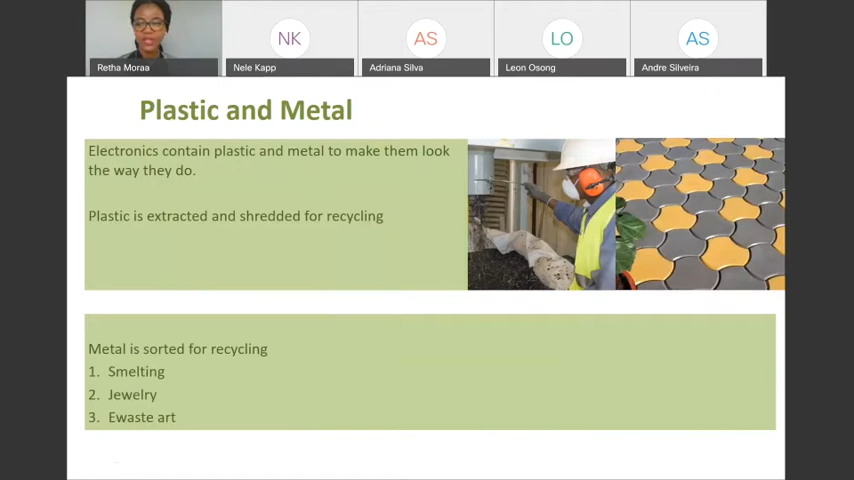 NK
AS
LO
AS
Retha Moraa
Nele Kapp
Adriana Silva
Leon Osong
Andre Silveira
Plastic and Metal
Electronics contain plastic and metal to make them look
the way they do.
Plastic is extracted and shredded for recycling
Metal is sorted for recycling
1. Smelting
2. Jewelry
3. Ewaste art